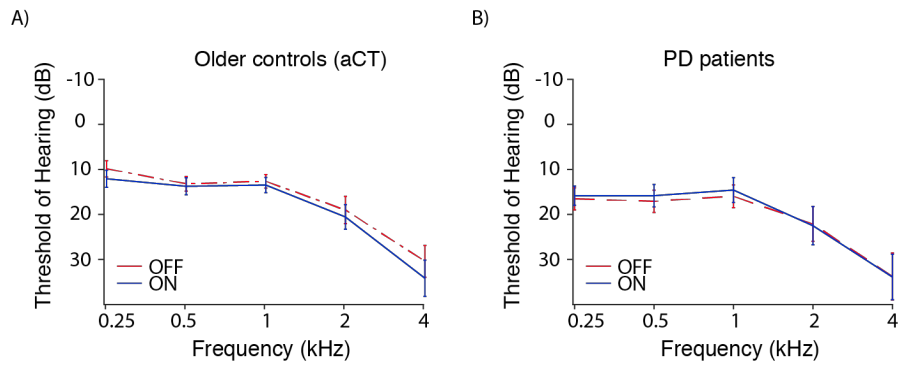 A)
Older controls (aCT)
Threshold of Hearing (dB)
-10
0
10
20
30
OFF
ON
0.25 0.5 1 2 4
Frequency (kHz)
B)
PD patients
Threshold of Hearing (dB)
-10
0
10
20
30
OFF
ON
0.25 0.5 1 2 4
Frequency (kHz)